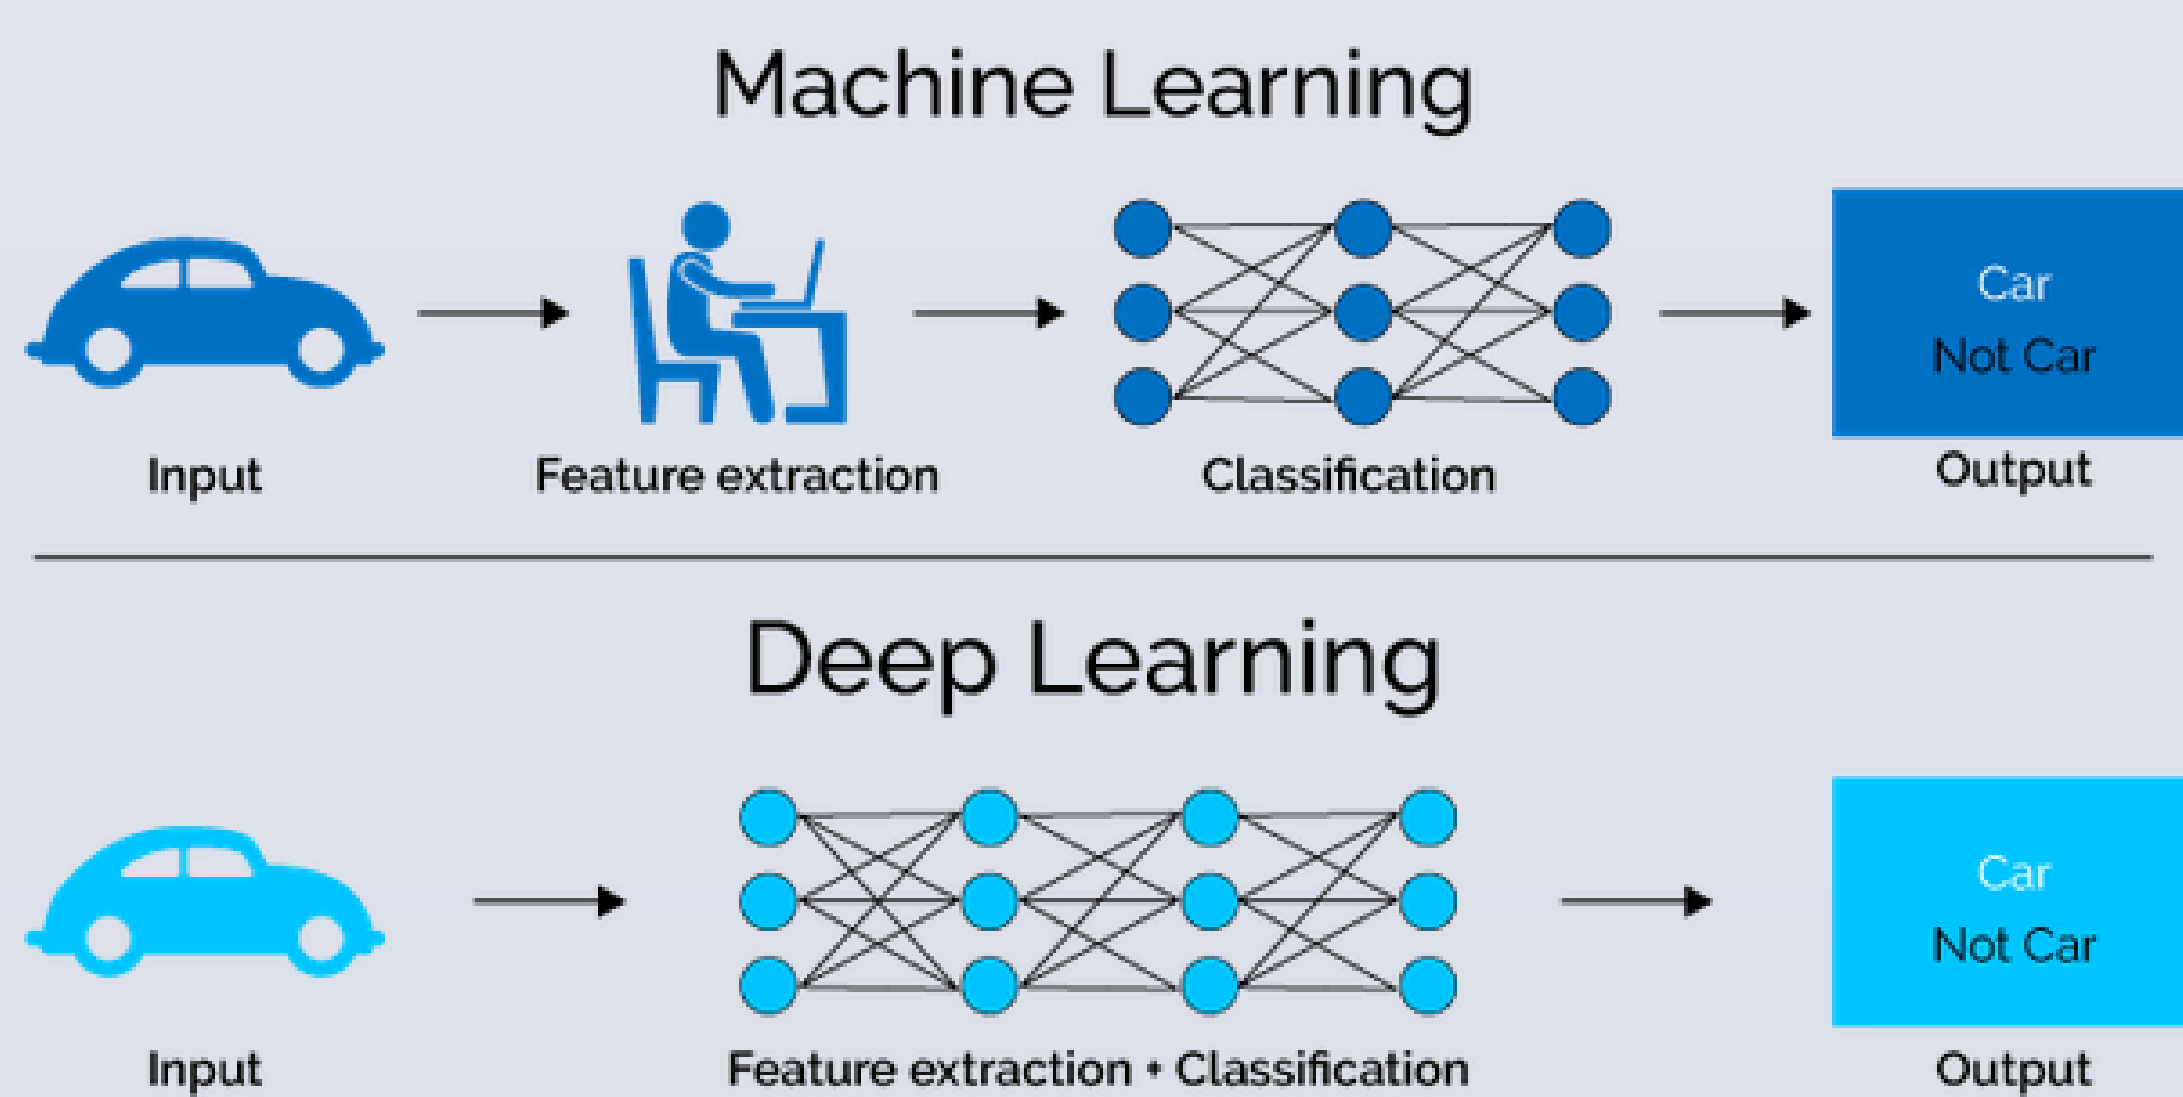 Machine Learning
Car
Not Car
Input
Feature extraction
Classification
Output
Deep Learning
Car
Not Car
Input
Feature extraction + Classification
Output